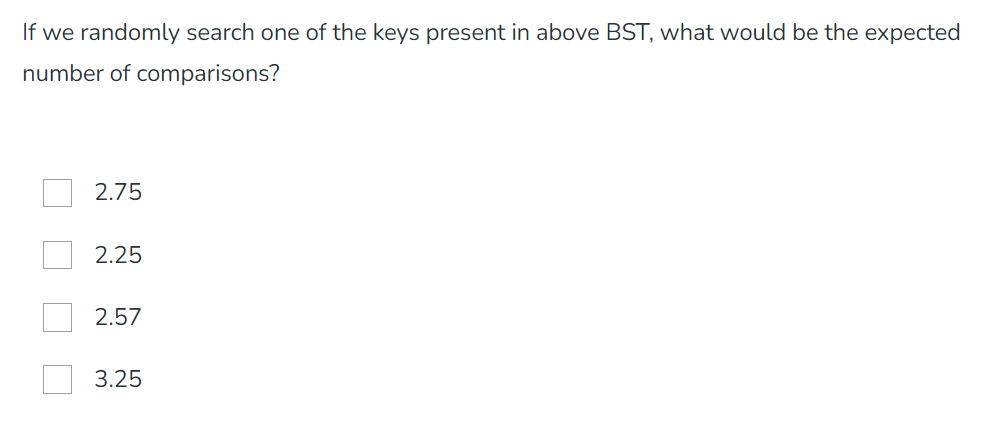 If we randomly search one of the keys present in above BST, what would be the expected
number of comparisons?
2.75
2.25
2.57
3.25